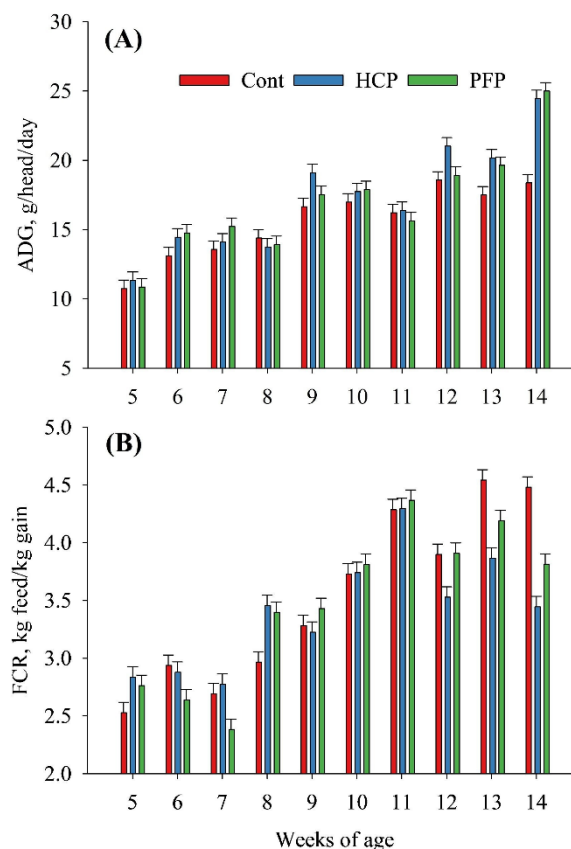 (A)
Cont HCP PFP
ADG, g/head/day
30
25
20
15
10
5
5 6 7 8 9 10 11 12 13 14
(B)
FCR, kg feed/kg gain
5.0
4.5
4.0
3.5
3.0
2.5
2.0
5 6 7 8 9 10 11 12 13 14
Weeks of age